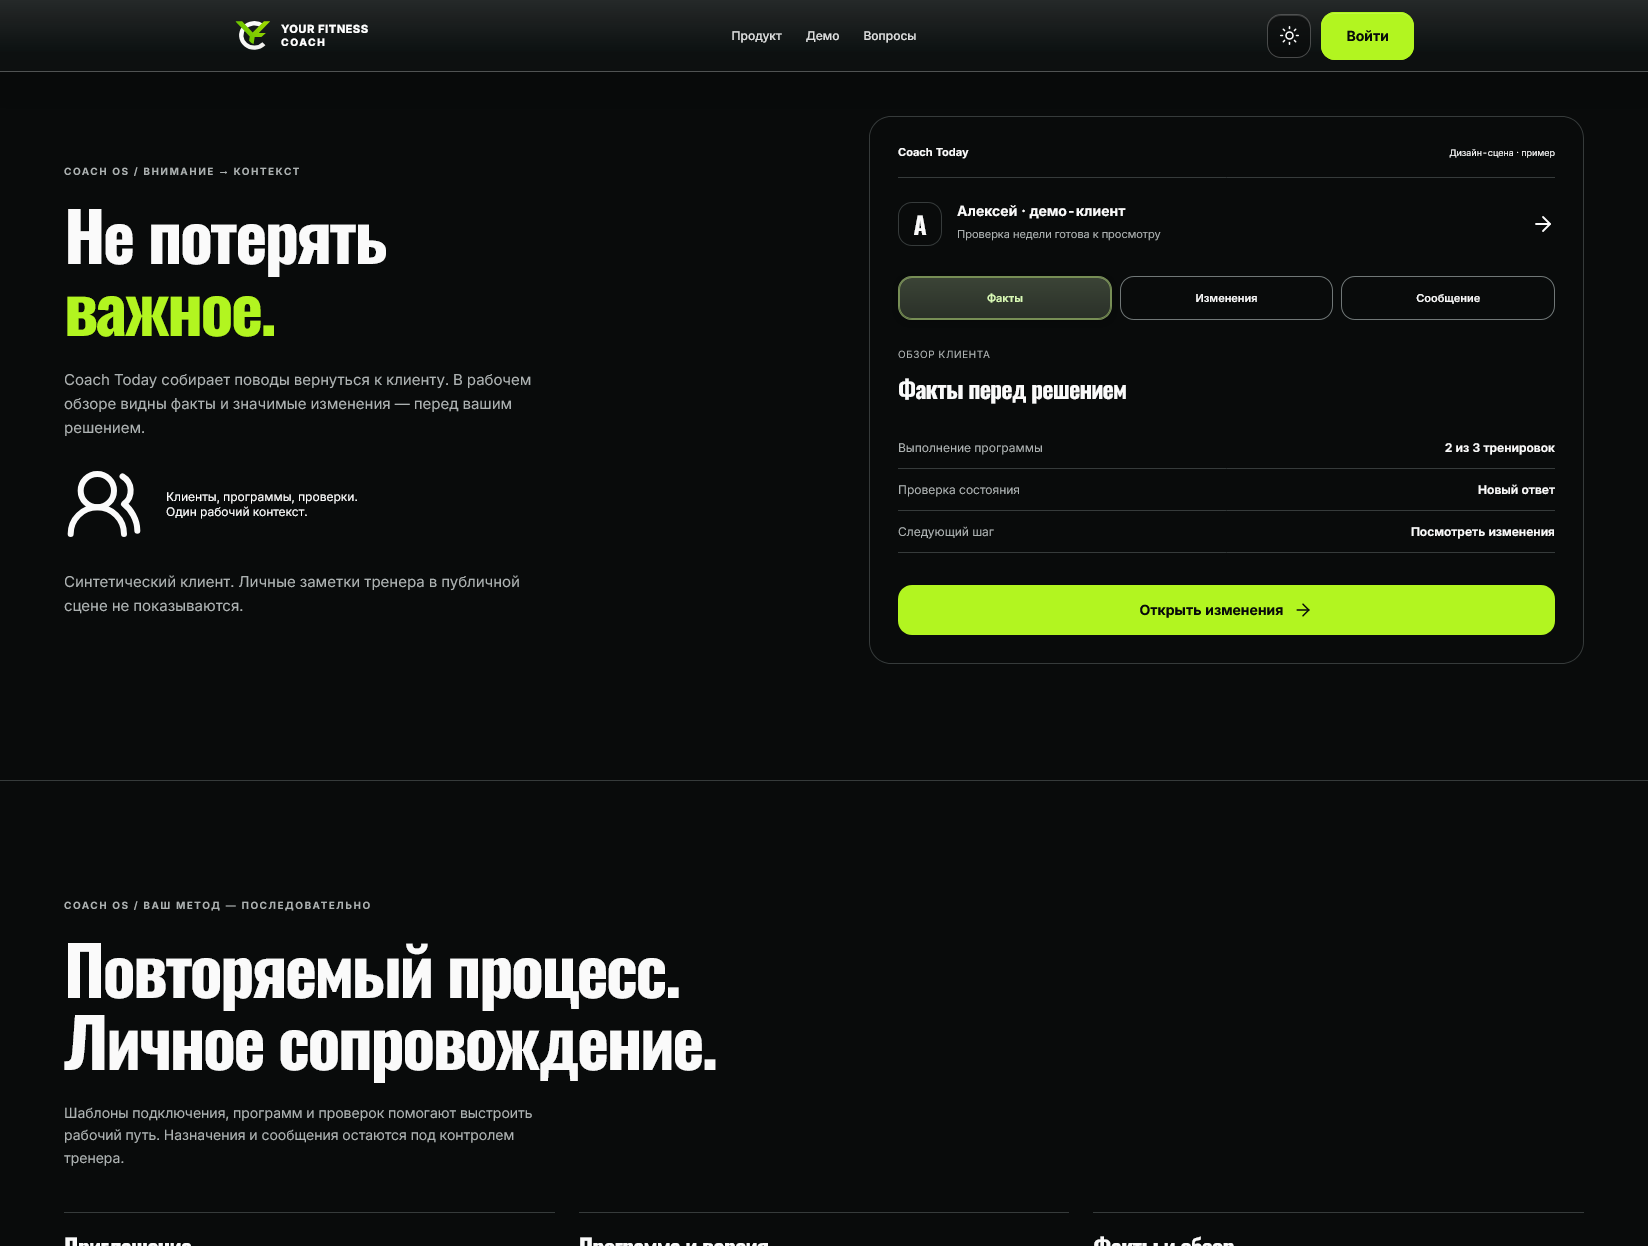 YOUR FITNESS
COACH
Продукт
Демо
Вопросы
Войти
COACH OS / ВНИМАНИЕ → КОНТЕКСТ
Не потерять
важное.
Coach Today собирает поводы вернуться к клиенту. В рабочем
обзоре видны факты и значимые изменения — перед вашим
решением.
Клиенты, программы, проверки.
Один рабочий контекст.
Синтетический клиент. Личные заметки тренера в публичной
сцене не показываются.
Coach Today
Дизайн-сцена · пример
А
Алексей · демо-клиент
Проверка недели готова к просмотру
Факты
Изменения
Сообщение
ОБЗОР КЛИЕНТА
Факты перед решением
Выполнение программы
2 из 3 тренировок
Проверка состояния
Новый ответ
Следующий шаг
Посмотреть изменения
Открыть изменения →
COACH OS / ВАШ МЕТОД — ПОСЛЕДОВАТЕЛЬНО
Повторяемый процесс.
Личное сопровождение.
Шаблоны подключения, программ и проверок помогают выстроить
рабочий путь. Назначения и сообщения остаются под контролем
тренера.
Приглашение
Программа и версия
Факты и обзор